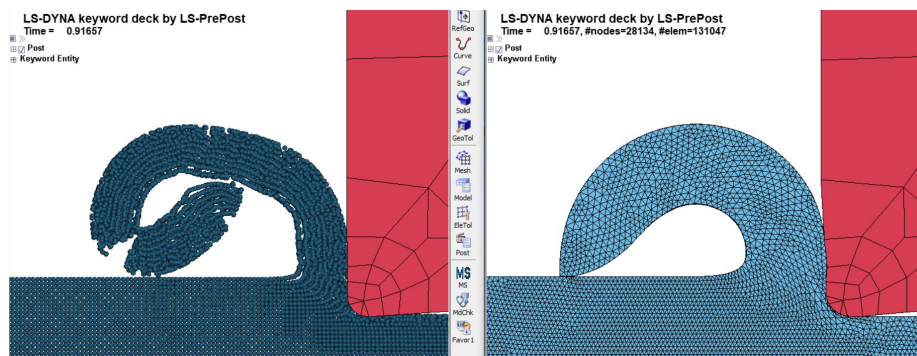 LS-DYNA keyword deck by LS-PrePost
Time = 0.91657
Post
Keyword Entity
RefGeo
Curve
Surf
Solid
GeoTol
Mesh
Model
EleTol
Post
MS
MS
MdChk
Favor1
LS-DYNA keyword deck by LS-PrePost
Time = 0.91657, #nodes=28134, #elem=131047
Post
Keyword Entity